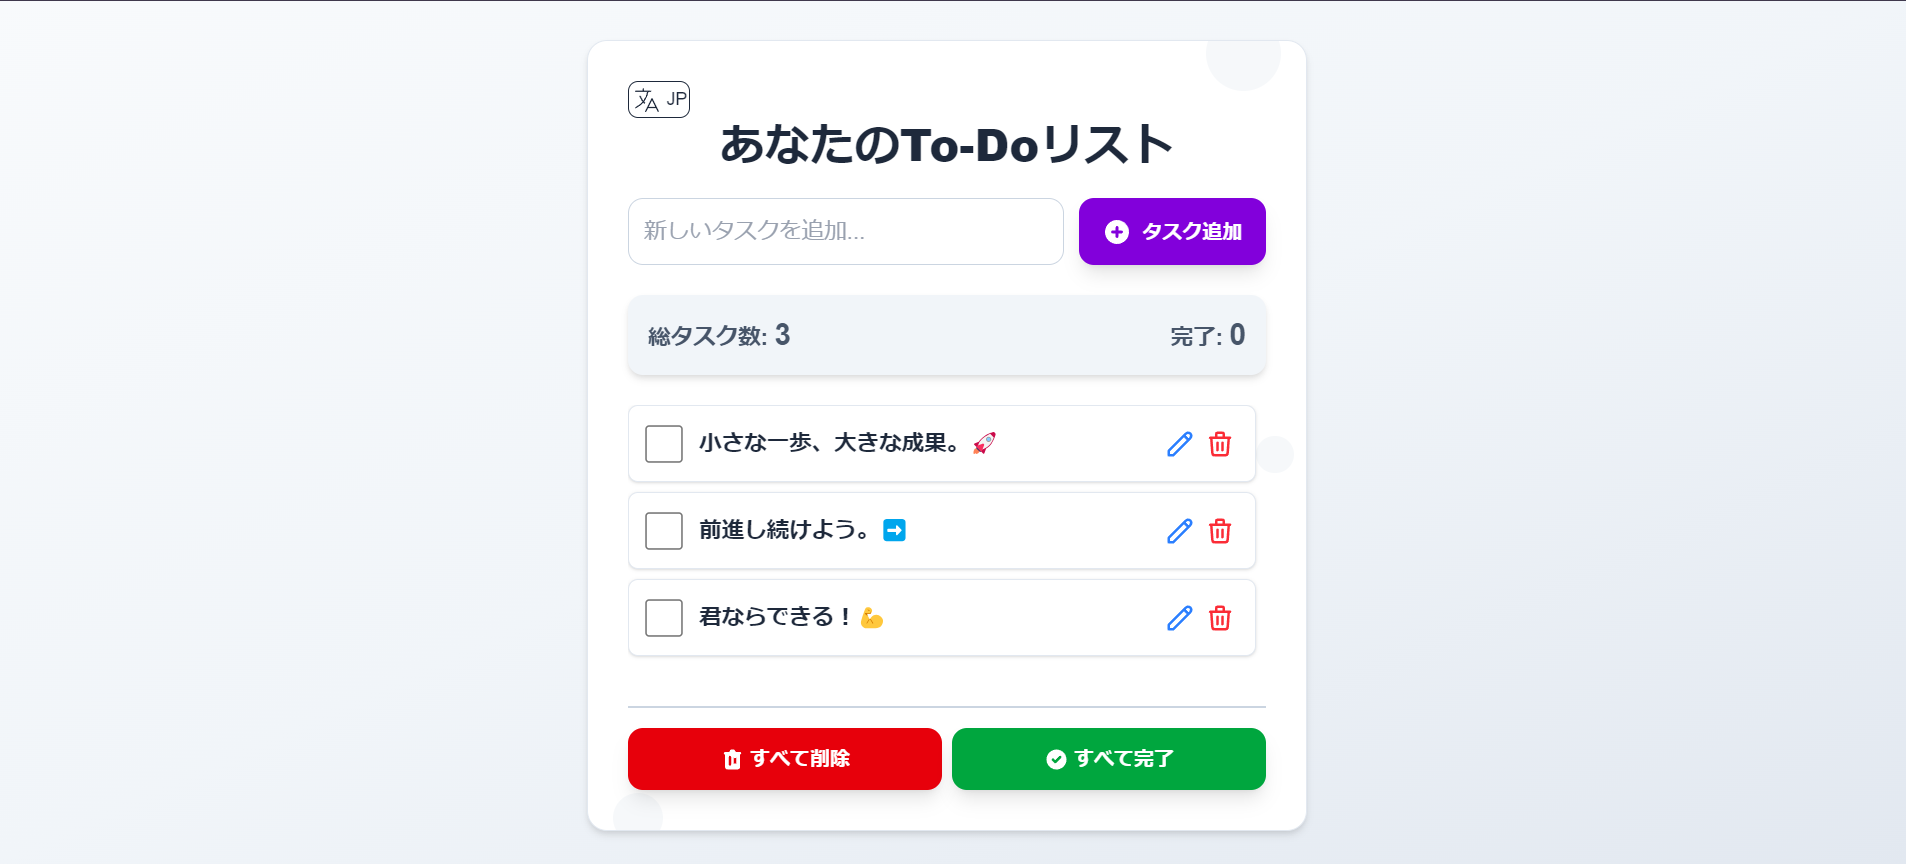 JP
あなたのTo-Doリスト
新しいタスクを追加...
タスク追加
総タスク数: 3
完了: 0
小さな一歩、大きな成果。🚀
前進し続けよう。➡️
君ならできる！💪
すべて削除
すべて完了